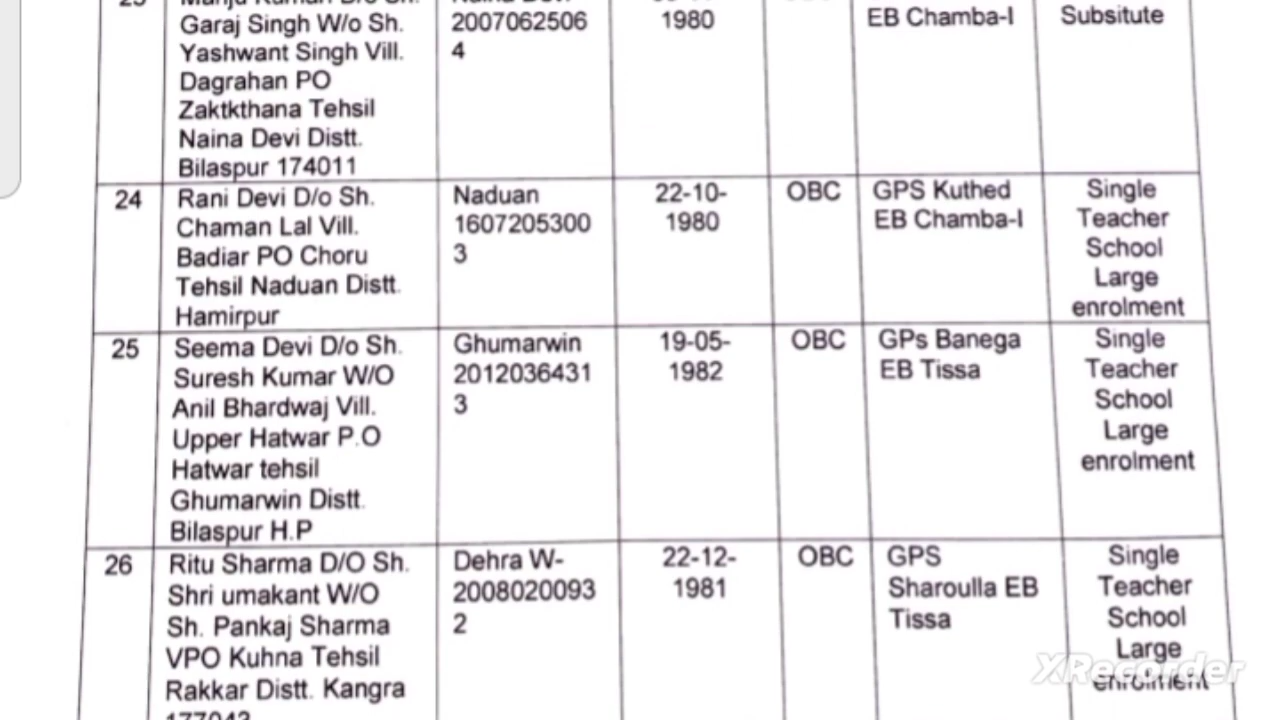 Garaj Singh W/o Sh.
Yashwant Singh Vill.
Dagrahan PO
Zaktkthana Tehsil
Naina Devi Distt.
Bilaspur 174011
2007062506
4
1980
EB Chamba-I
Subsitute
24
Rani Devi D/o Sh.
Chaman Lal Vill.
Badiar PO Choru
Tehsil Naduan Distt.
Hamirpur
Naduan
1607205300
3
22-10-
1980
OBC
GPS Kuthed
EB Chamba-I
Single
Teacher
School
Large
enrolment
25
Seema Devi D/o Sh.
Suresh Kumar W/O
Anil Bhardwaj Vill.
Upper Hatwar P.O
Hatwar tehsil
Ghumarwin Distt.
Bilaspur H.P
Ghumarwin
2012036431
3
19-05-
1982
OBC
GPs Banega
EB Tissa
Single
Teacher
School
Large
enrolment
26
Ritu Sharma D/O Sh.
Shri umakant W/O
Sh. Pankaj Sharma
VPO Kuhna Tehsil
Rakkar Distt. Kangra
Dehra W-
2008020093
2
22-12-
1981
OBC
GPS
Sharoulla EB
Tissa
Single
Teacher
School
Large
enrolment
XRecorder